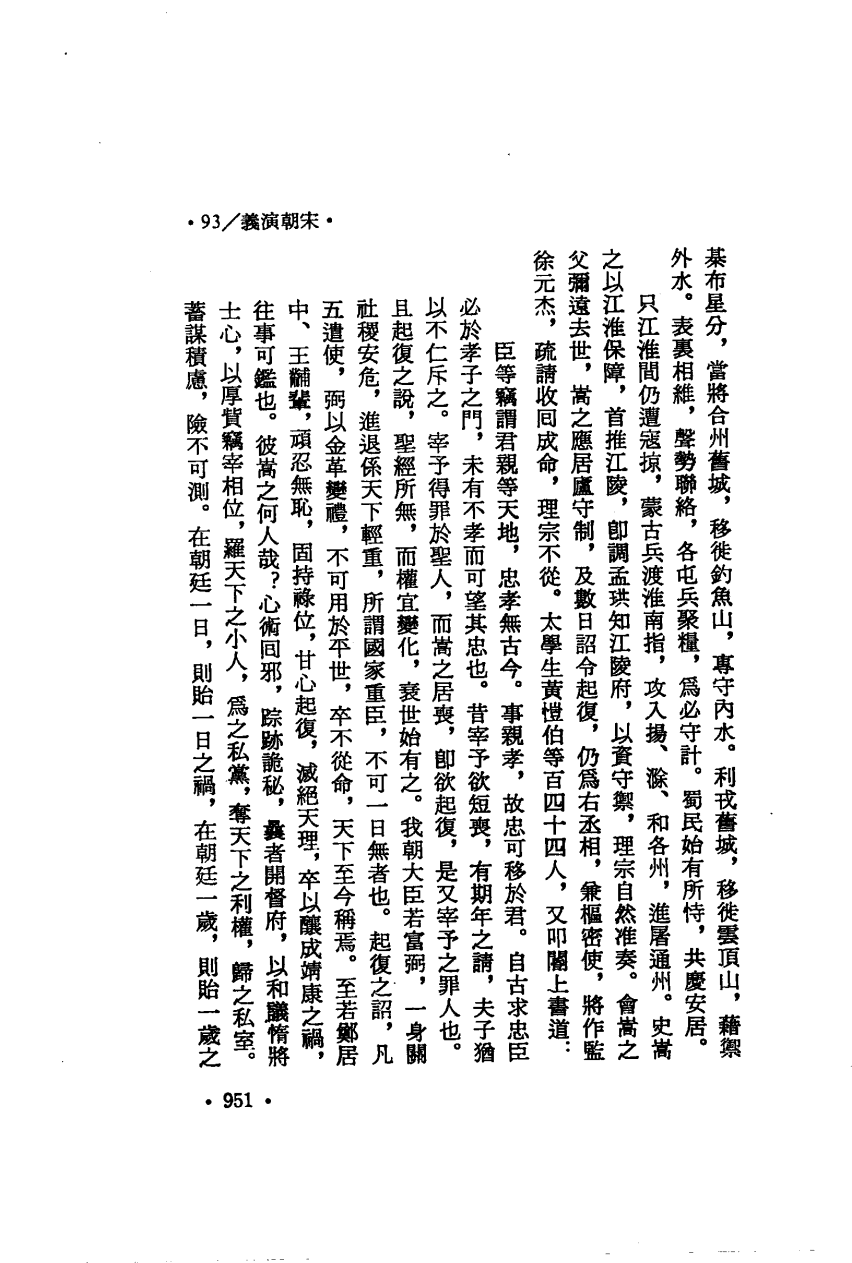 •93／義演朝宋•
棊布星分，當將合州舊城，移徙釣魚山，專守內水。利戎舊城，移徙雲頂山，藉禦
外水。表裏相維，聲勢聯絡，各屯兵聚糧，爲必守計。蜀民始有所恃，共慶安居。
只江淮間仍遭寇掠，蒙古兵渡淮南指，攻入揚、滁、和各州，進屠通州。史嵩
之以江淮保障，首推江陵，卽調孟珙知江陵府，以資守禦，理宗自然准奏。會嵩之
父彌遠去世，嵩之應居廬守制，及數日詔令起復，仍爲右丞相，兼樞密使，將作監
徐元杰，疏請收回成命，理宗不從。太學生黃愷伯等百四十四人，又叩閽上書道：
臣等竊謂君親等天地，忠孝無古今。事親孝，故忠可移於君。自古求忠臣
必於孝子之門，未有不孝而可望其忠也。昔宰予欲短喪，有期年之請，夫子猶
以不仁斥之。宰予得罪於聖人，而嵩之居喪，卽欲起復，是又宰予之罪人也。
且起復之說，聖經所無，而權宜變化，衰世始有之。我朝大臣若富弼，一身關
社稷安危，進退係天下輕重，所謂國家重臣，不可一日無者也。起復之詔，凡
五遣使，弼以金革變禮，不可用於平世，卒不從命，天下至今稱焉。至若鄭居
中、王黼輩，頑忍無恥，固持祿位，甘心起復，滅絕天理，卒以釀成靖康之禍，
往事可鑑也。彼嵩之何人哉？心術回邪，踪跡詭秘，曩者開督府，以和議惰將
士心，以厚貲竊宰相位，羅天下之小人，爲之私黨，奪天下之利權，歸之私室。
蓄謀積慮，險不可測。在朝廷一日，則貽一日之禍，在朝廷一歲，則貽一歲之
•951•